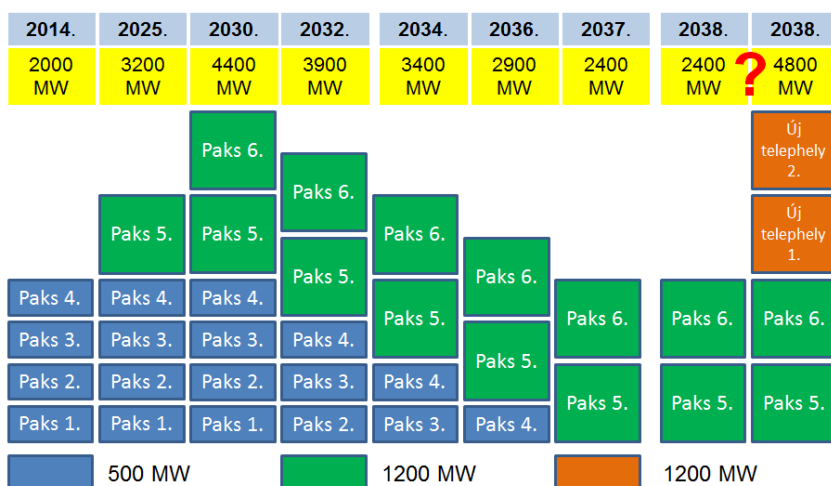 2014. 2025. 2030. 2032. 2034. 2036. 2037. 2038. 2038.
2000 3200 4400 3900 3400 2900 2400 2400 ? 4800
MW MW MW MW MW MW MW MW MW
Új
Paks 6. telephely
2.
Paks 6.
Új
Paks 5. Paks 5. Paks 6. telephely
1.
Paks 5. Paks 6.
Paks 4. Paks 4. Paks 4. Paks 5. Paks 6. Paks 6. Paks 6.
Paks 3. Paks 3. Paks 3. Paks 4. Paks 5.
Paks 2. Paks 2. Paks 2. Paks 3. Paks 4.
Paks 5. Paks 5. Paks 5.
Paks 1. Paks 1. Paks 1. Paks 2. Paks 3. Paks 4.
500 MW 1200 MW 1200 MW